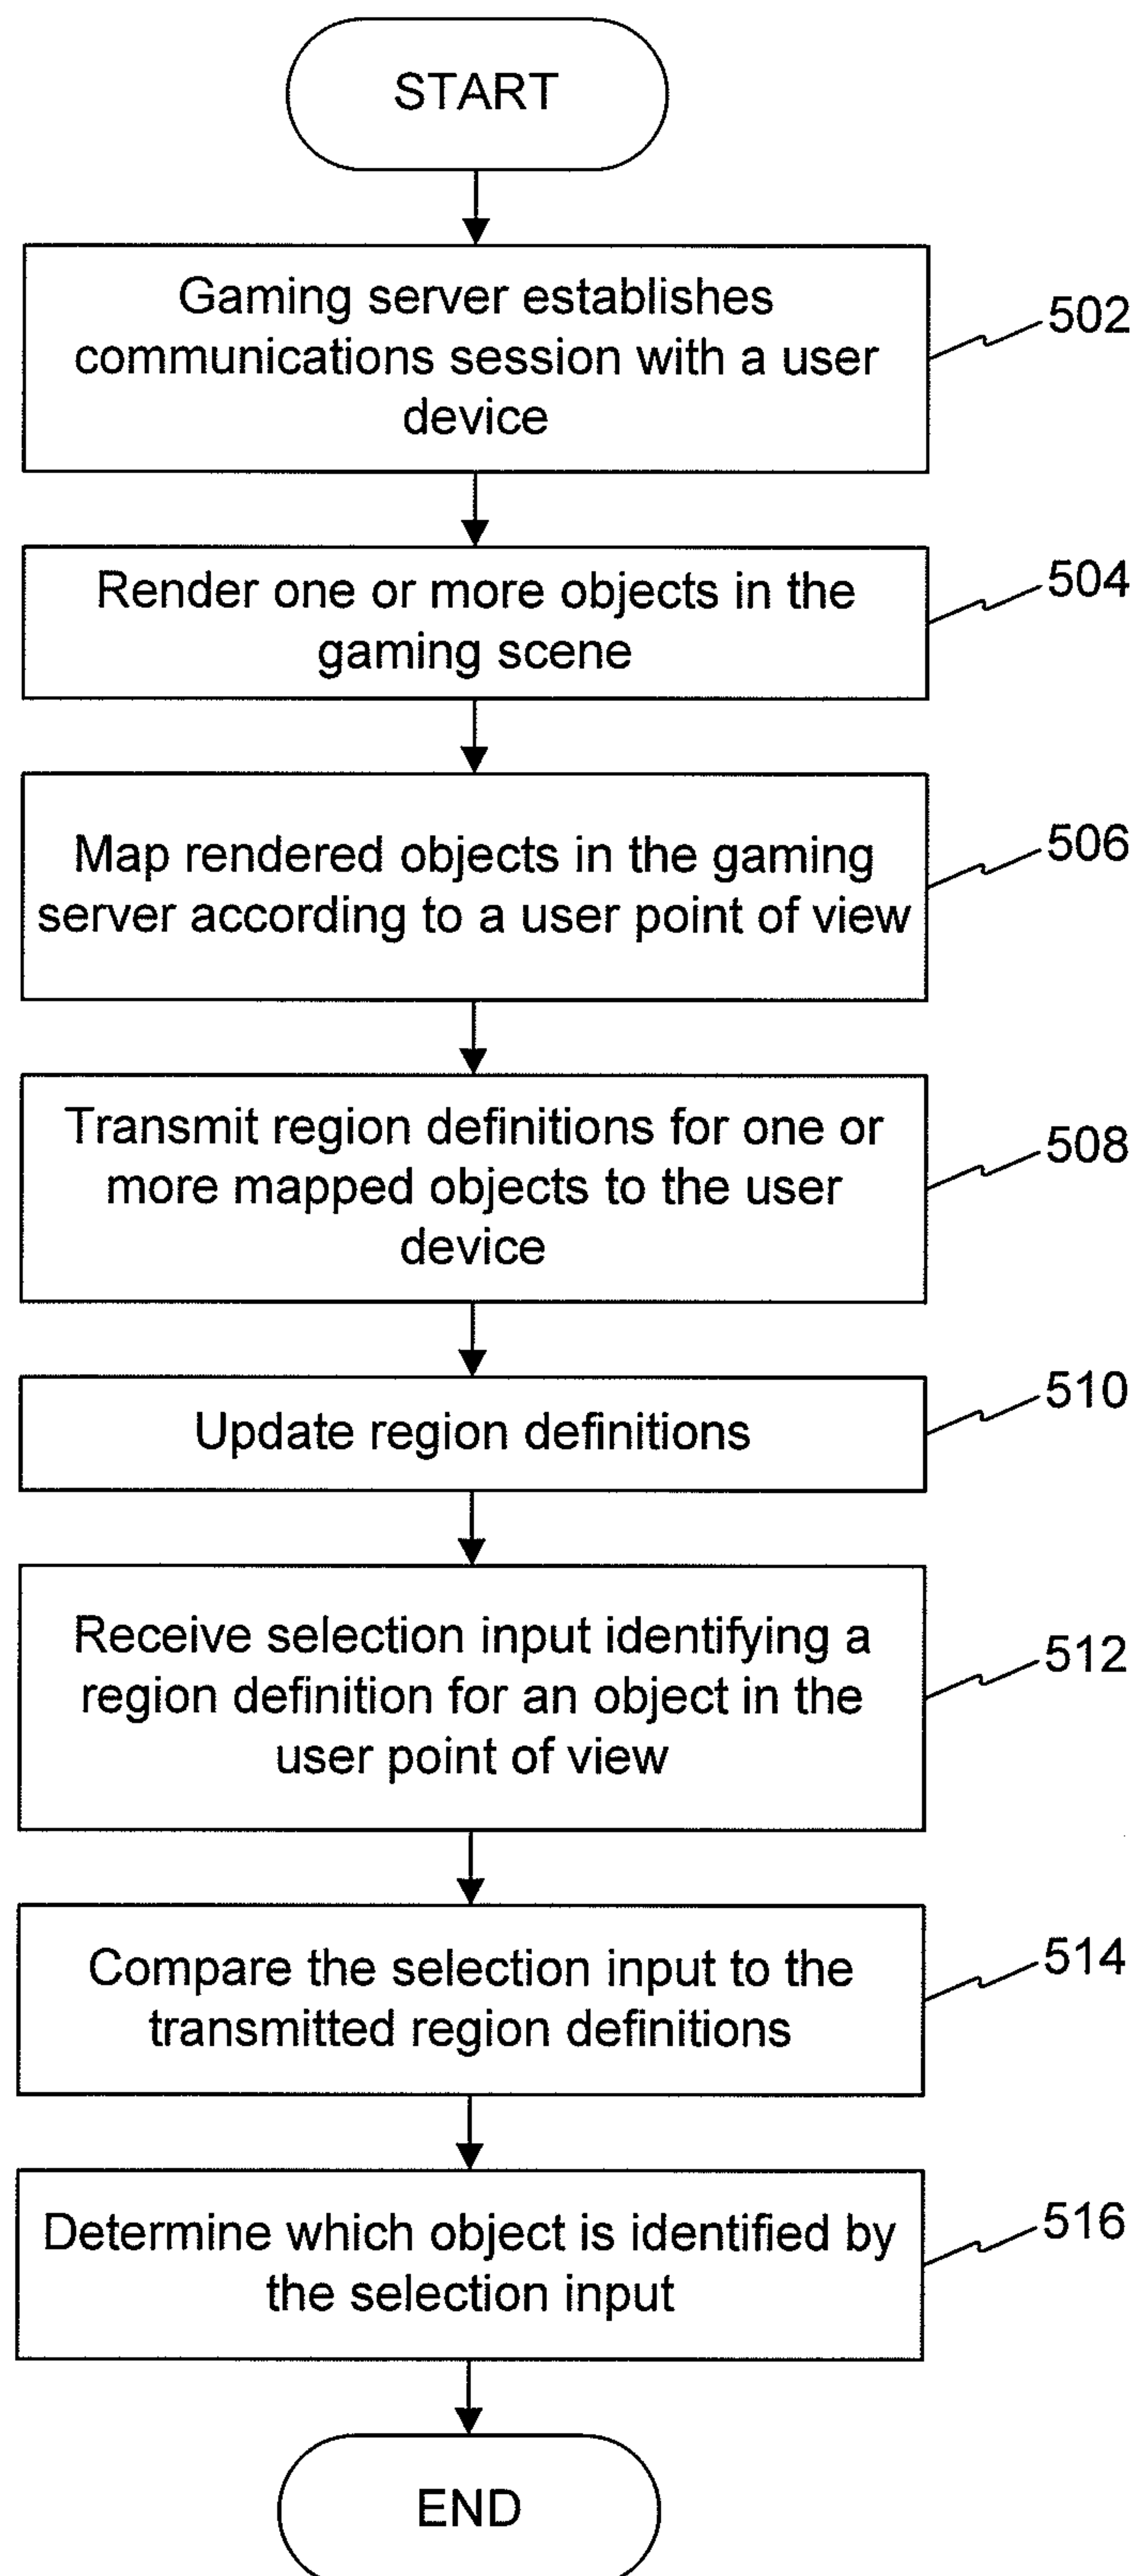 START
Gaming server establishes
communications session with a user
device
502
Render one or more objects in the
gaming scene
504
Map rendered objects in the gaming
server according to a user point of view
506
Transmit region definitions for one or
more mapped objects to the user
device
508
Update region definitions
510
Receive selection input identifying a
region definition for an object in the
user point of view
512
Compare the selection input to the
transmitted region definitions
514
Determine which object is identified by
the selection input
516
END